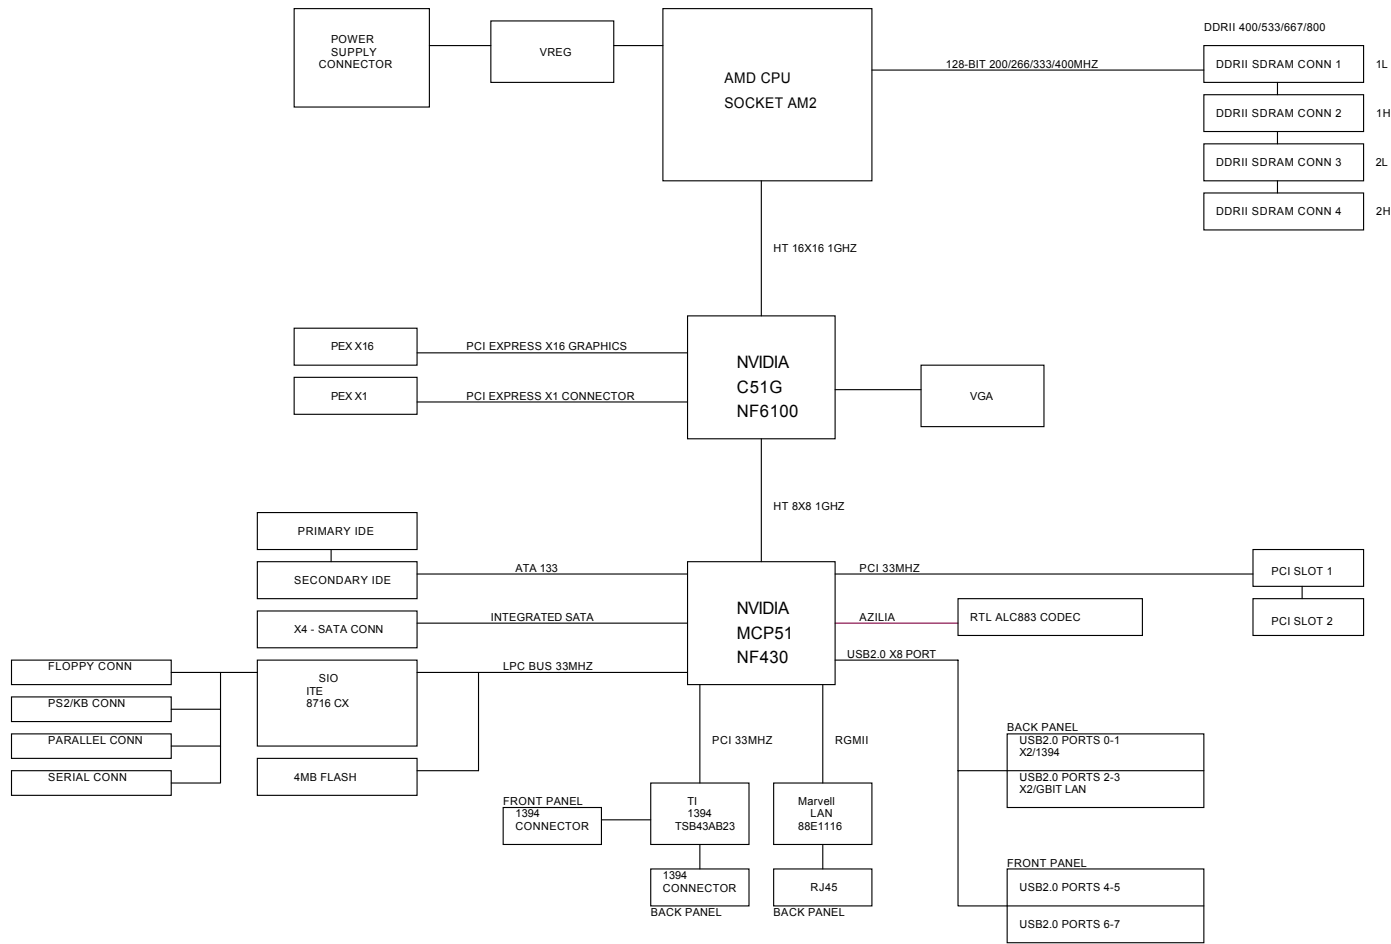 POWER
SUPPLY
CONNECTOR
VREG
AMD CPU
SOCKET AM2
128-BIT 200/266/333/400MHZ
DDRII 400/533/667/800
DDRII SDRAM CONN 1
1L
DDRII SDRAM CONN 2
1H
DDRII SDRAM CONN 3
2L
DDRII SDRAM CONN 4
2H
HT 16X16 1GHZ
PEX X16
PCI EXPRESS X16 GRAPHICS
PEX X1
PCI EXPRESS X1 CONNECTOR
NVIDIA
C51G
NF6100
VGA
HT 8X8 1GHZ
PRIMARY IDE
SECONDARY IDE
ATA 133
X4 - SATA CONN
INTEGRATED SATA
NVIDIA
MCP51
NF430
PCI 33MHZ
PCI SLOT 1
PCI SLOT 2
AZILIA
RTL ALC883 CODEC
USB2.0 X8 PORT
FLOPPY CONN
PS2/KB CONN
PARALLEL CONN
SERIAL CONN
SIO
ITE
8716 CX
LPC BUS 33MHZ
4MB FLASH
PCI 33MHZ
RGMII
FRONT PANEL
1394
CONNECTOR
TI
1394
TSB43AB23
Marvell
LAN
88E1116
1394
CONNECTOR
BACK PANEL
RJ45
BACK PANEL
BACK PANEL
USB2.0 PORTS 0-1
X2/1394
USB2.0 PORTS 2-3
X2/GBIT LAN
FRONT PANEL
USB2.0 PORTS 4-5
USB2.0 PORTS 6-7